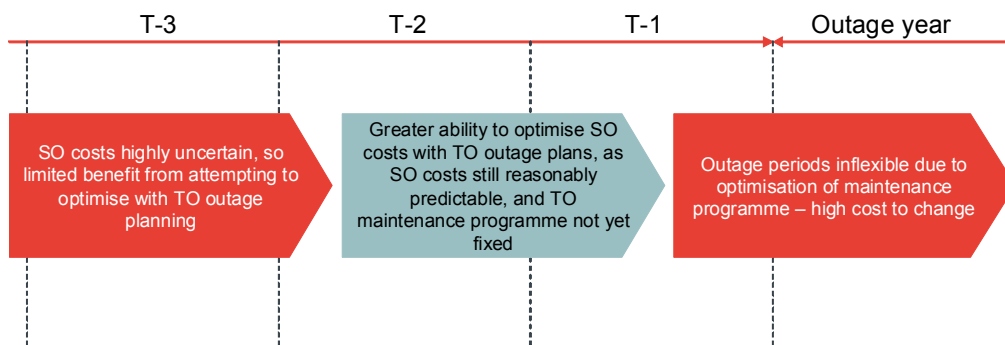 T-3
T-2
T-1
Outage year
SO costs highly uncertain, so
limited benefit from attempting to
optimise with TO outage
planning
Greater ability to optimise SO
costs with TO outage plans, as
SO costs still reasonably
predictable, and TO
maintenance programme not yet
fixed
Outage periods inflexible due to
optimisation of maintenance
programme – high cost to change